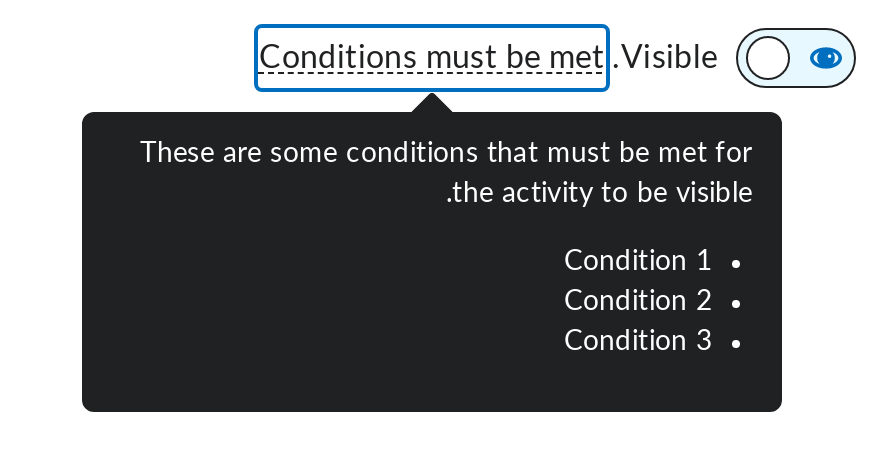 Visible. Conditions must be met
These are some conditions that must be met for
the activity to be visible.
Condition 1
Condition 2
Condition 3